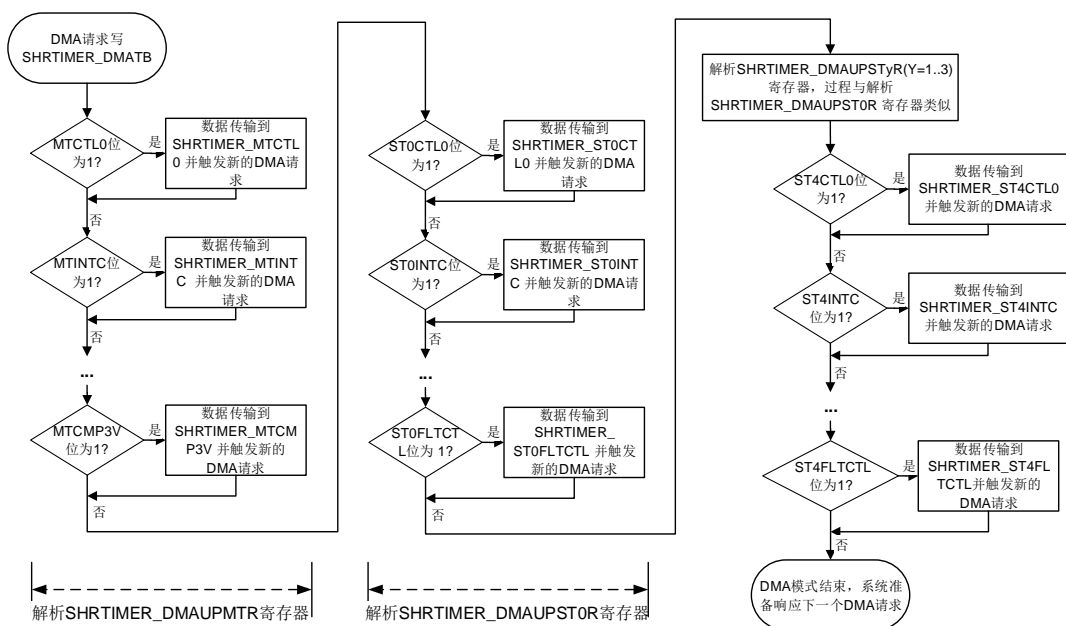 DMA请求写
SHRTIMER_DMATB
MTCTL0位
为1?
是
数据传输到
SHRTIMER_MTCTL
0 并触发新的DMA请
求
否
MTINTC位
为1?
是
数据传输到
SHRTIMER_MTINT
C 并触发新的DMA
请求
否
...
MTCMP3V
位为1?
是
数据传输到
SHRTIMER_MTCM
P3V 并触发新的
DMA请求
否
解析SHRTIMER_DMAUPMTR寄存器
ST0CTL0位
为1?
是
数据传输到
SHRTIMER_ST0CT
L0 并触发新的DMA
请求
否
ST0INTC位
为1?
是
数据传输到
SHRTIMER_ST0INT
C 并触发新的DMA
请求
否
...
ST0FLTCT
L位为 1?
是
数据传输到
SHRTIMER_
ST0FLTCTL 并触发
新的DMA请求
否
解析SHRTIMER_DMAUPST0R寄存器
解析SHRTIMER_DMAUPSTyR(Y=1..3)
寄存器，过程与解析
SHRTIMER_DMAUPST0R 寄存器类似
ST4CTL0位
为1?
是
数据传输到
SHRTIMER_ST4CTL0
并触发新的DMA请求
否
ST4INTC
位为1?
是
数据传输到
SHRTIMER_ST4INTC
并触发新的DMA请求
否
...
ST4FLTCTL
位为1?
是
数据传输到
SHRTIMER_ST4FL
TCTL并触发新的
DMA请求
否
DMA模式结束，系统准
备响应下一个DMA请求